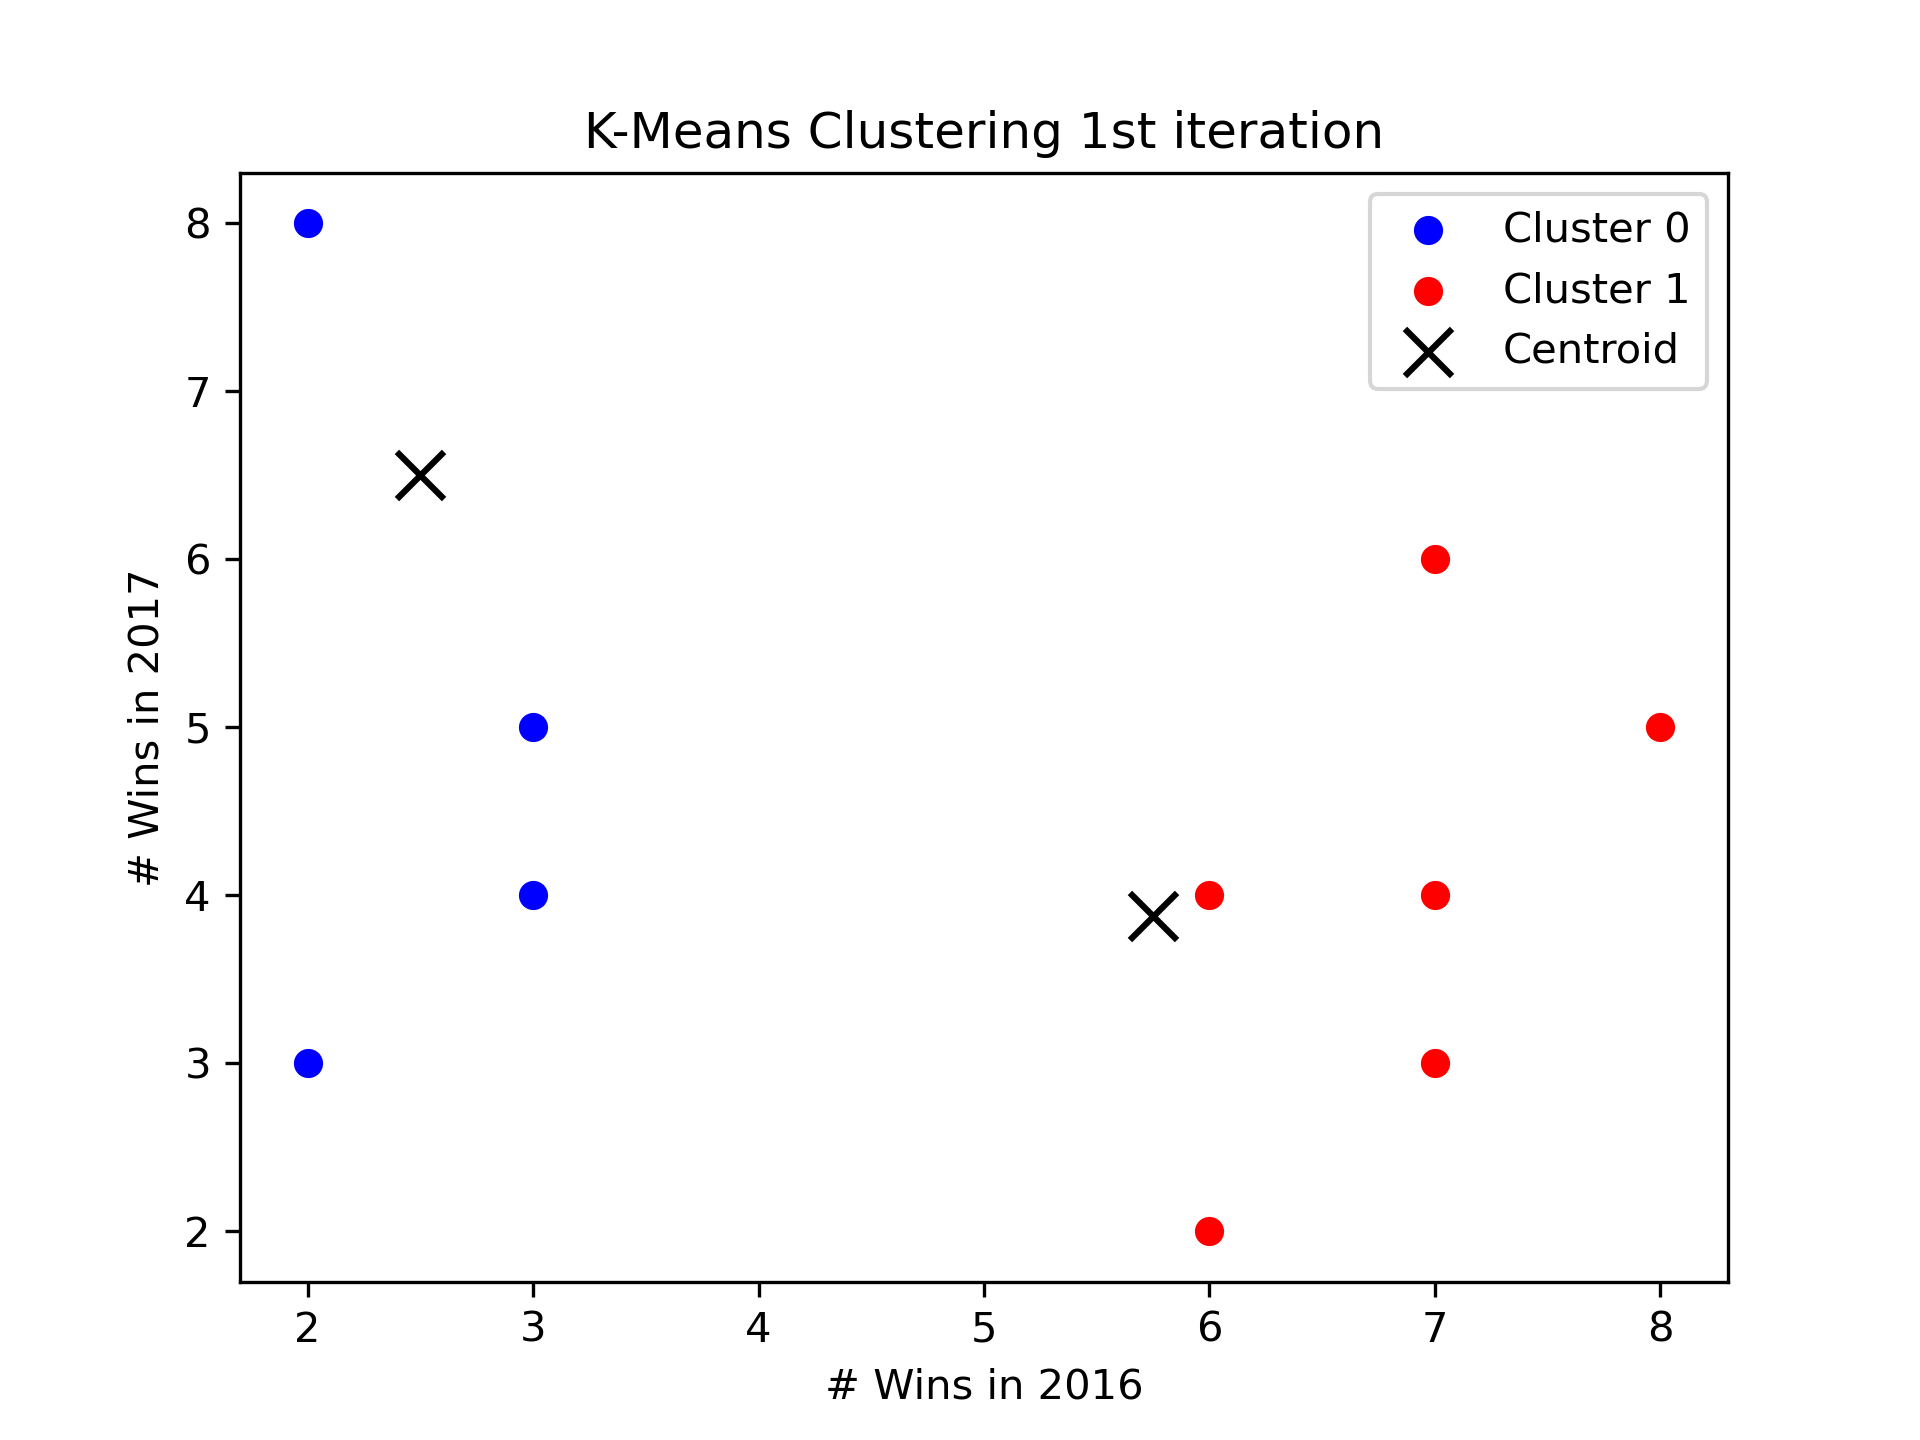 K-Means Clustering 1st iteration
Cluster 0
Cluster 1
Centroid
8
7
6
5
4
3
2
# Wins in 2017
2 3 4 5 6 7 8
# Wins in 2016